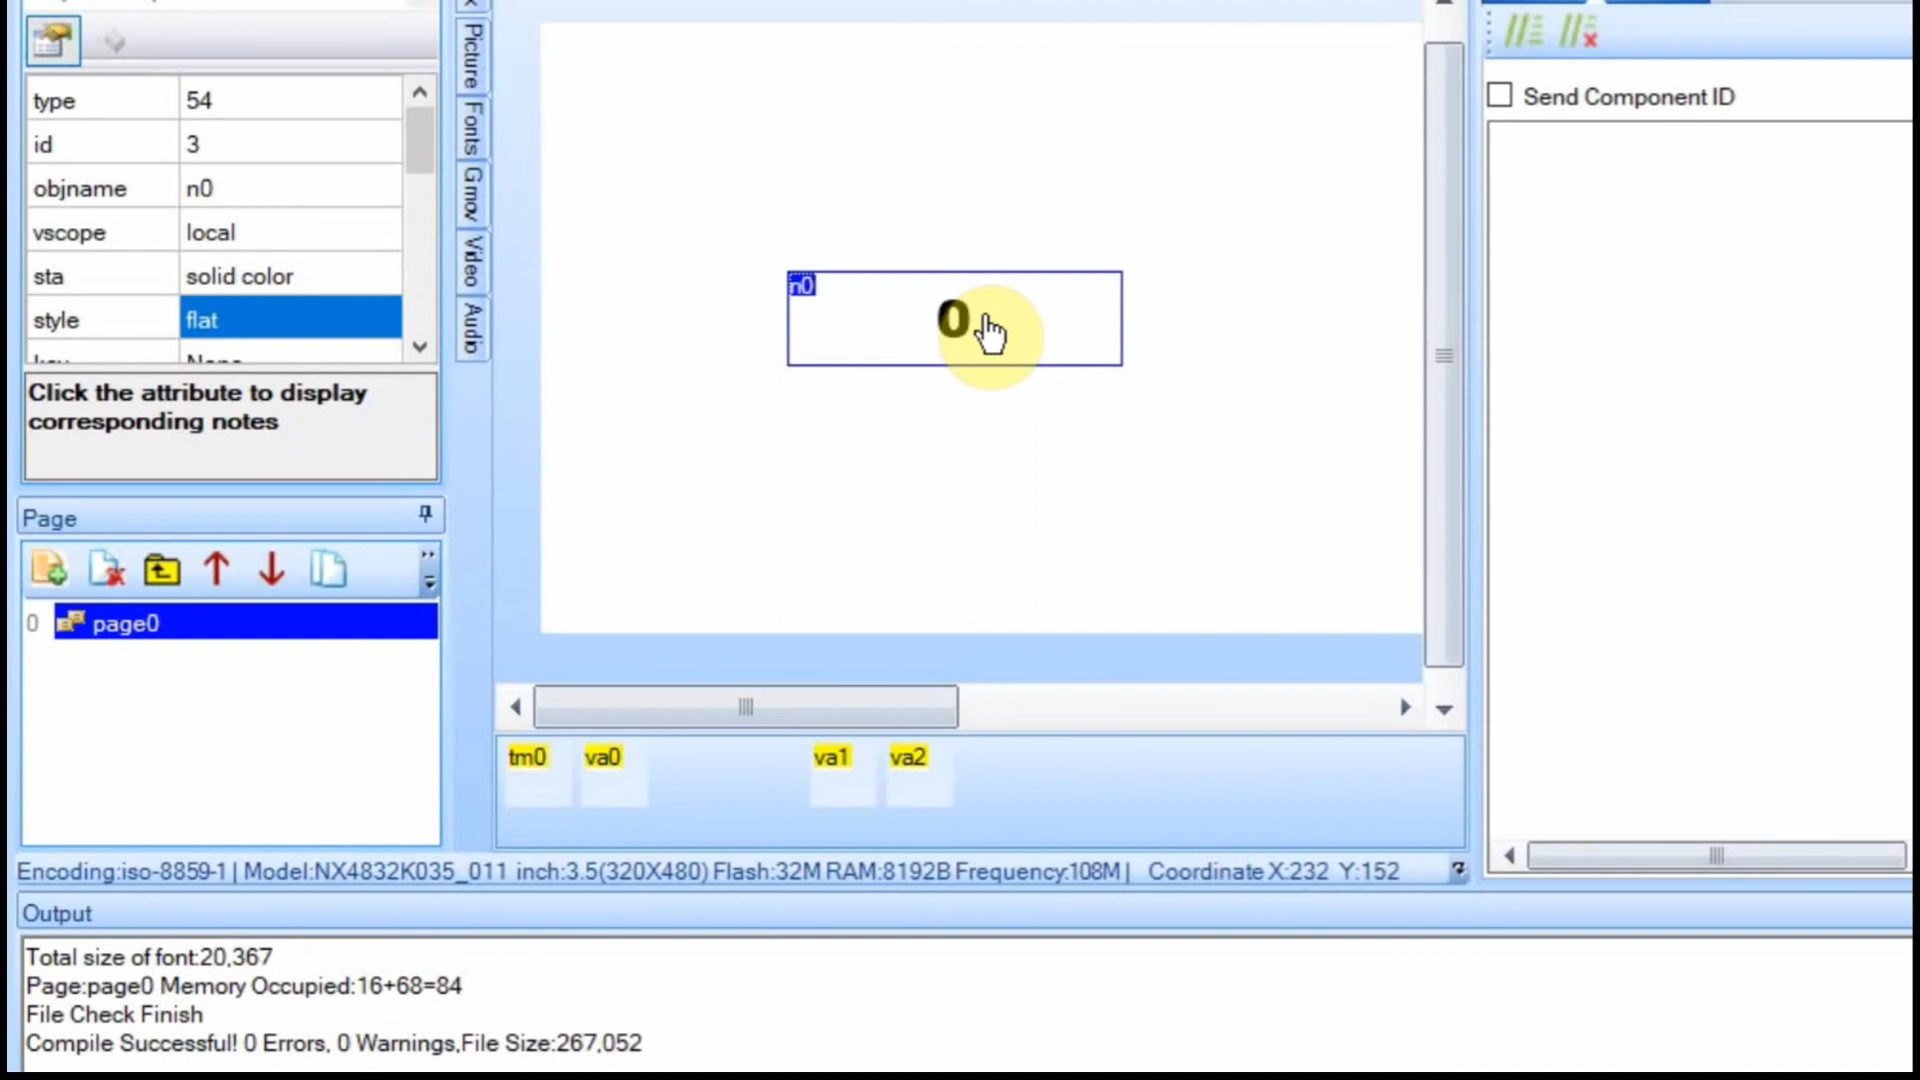 type 54
id 3
objname n0
vscope local
sta solid color
style flat
Click the attribute to display
corresponding notes
Page
0 page0
Picture
Fonts
Gmov
Video
Audio
n0
0
tm0 va0 va1 va2
Encoding:iso-8859-1 | Model:NX4832K035_011 inch:3.5(320X480) Flash:32M RAM:8192B Frequency:108M | Coordinate X:232 Y:152
Send Component ID
Output
Total size of font:20,367
Page:page0 Memory Occupied:16+68=84
File Check Finish
Compile Successful! 0 Errors, 0 Warnings,File Size:267,052